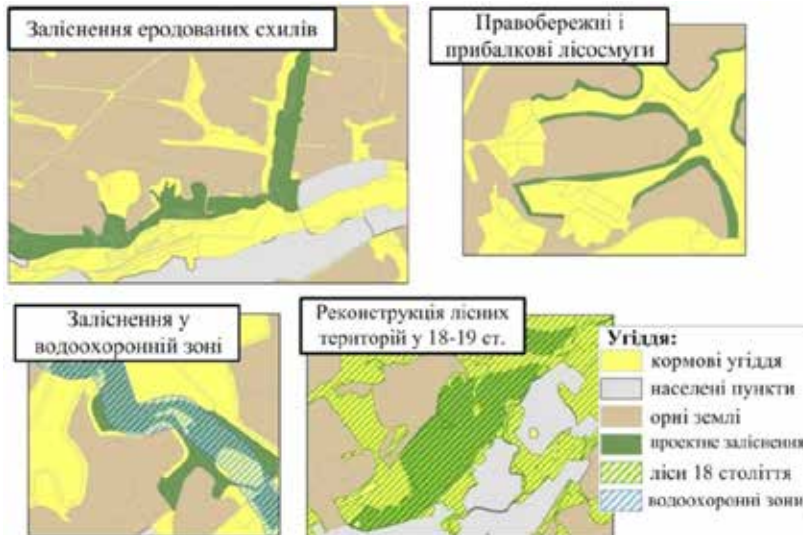 Заліснення еродованих схилів
Правобережні і
прибалкові лісосмуги
Заліснення у
водоохоронній зоні
Реконструкція лісних
територій у 18-19 ст.
Угіддя:
кормові угіддя
населені пункти
орні землі
проектне заліснення
ліси 18 століття
водоохоронні зони